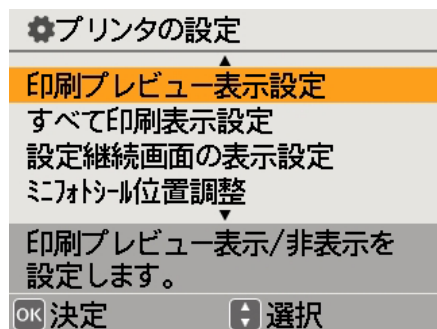 プリンタの設定
印刷プレビュー表示設定
すべて印刷表示設定
設定継続画面の表示設定
ﾐﾆﾌｫﾄｼｰﾙ位置調整
印刷プレビュー表示/非表示を
設定します。
OK 決定 選択